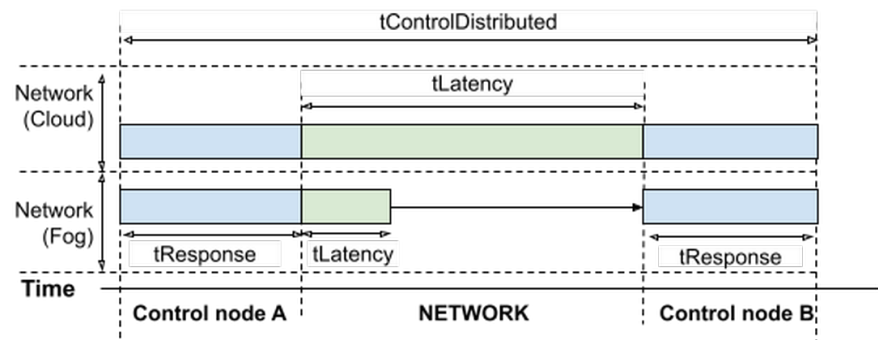 tControlDistributed
tLatency
Network
(Cloud)
Network
(Fog)
tResponse
tLatency
tResponse
Time
Control node A
NETWORK
Control node B